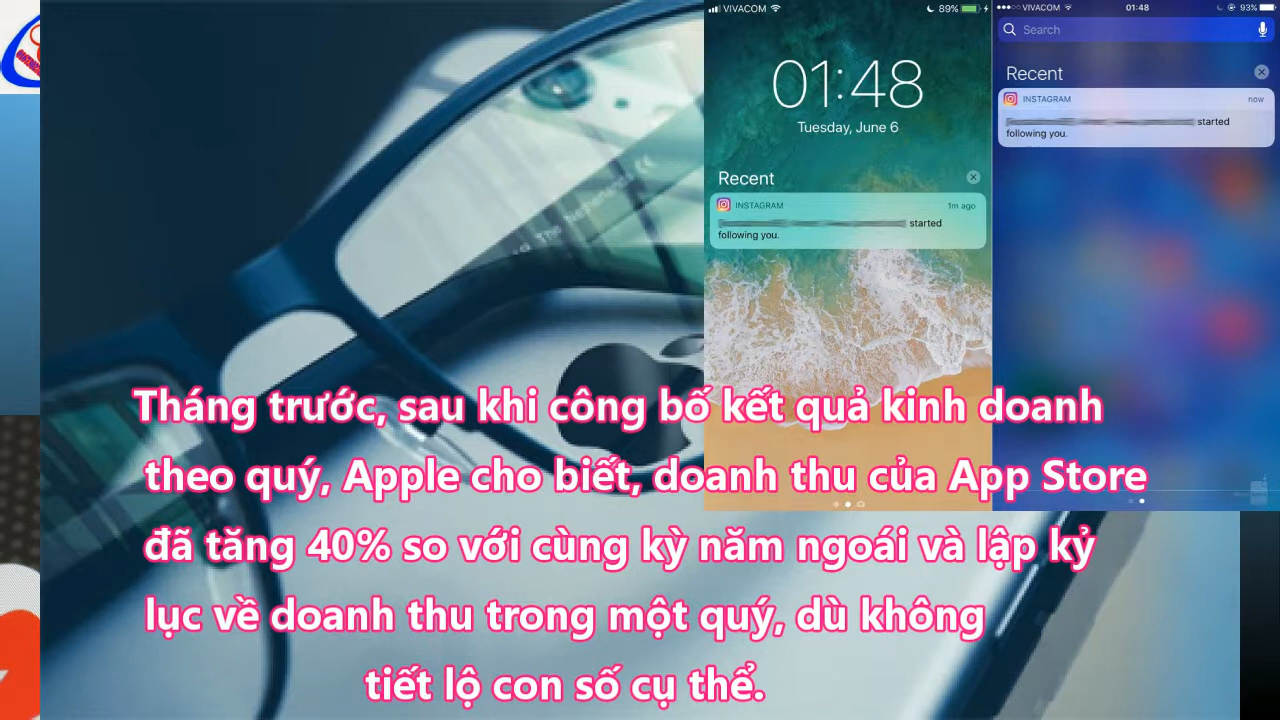 VIVACOM
89%
01:48
Tuesday, June 6
Recent
INSTAGRAM
1m ago
started
following you.
VIVACOM
01:48
93%
Search
Recent
INSTAGRAM
now
started
following you.
Tháng trước, sau khi công bố kết quả kinh doanh
theo quý, Apple cho biết, doanh thu của App Store
đã tăng 40% so với cùng kỳ năm ngoái và lập kỷ
lục về doanh thu trong một quý, dù không
tiết lộ con số cụ thể.